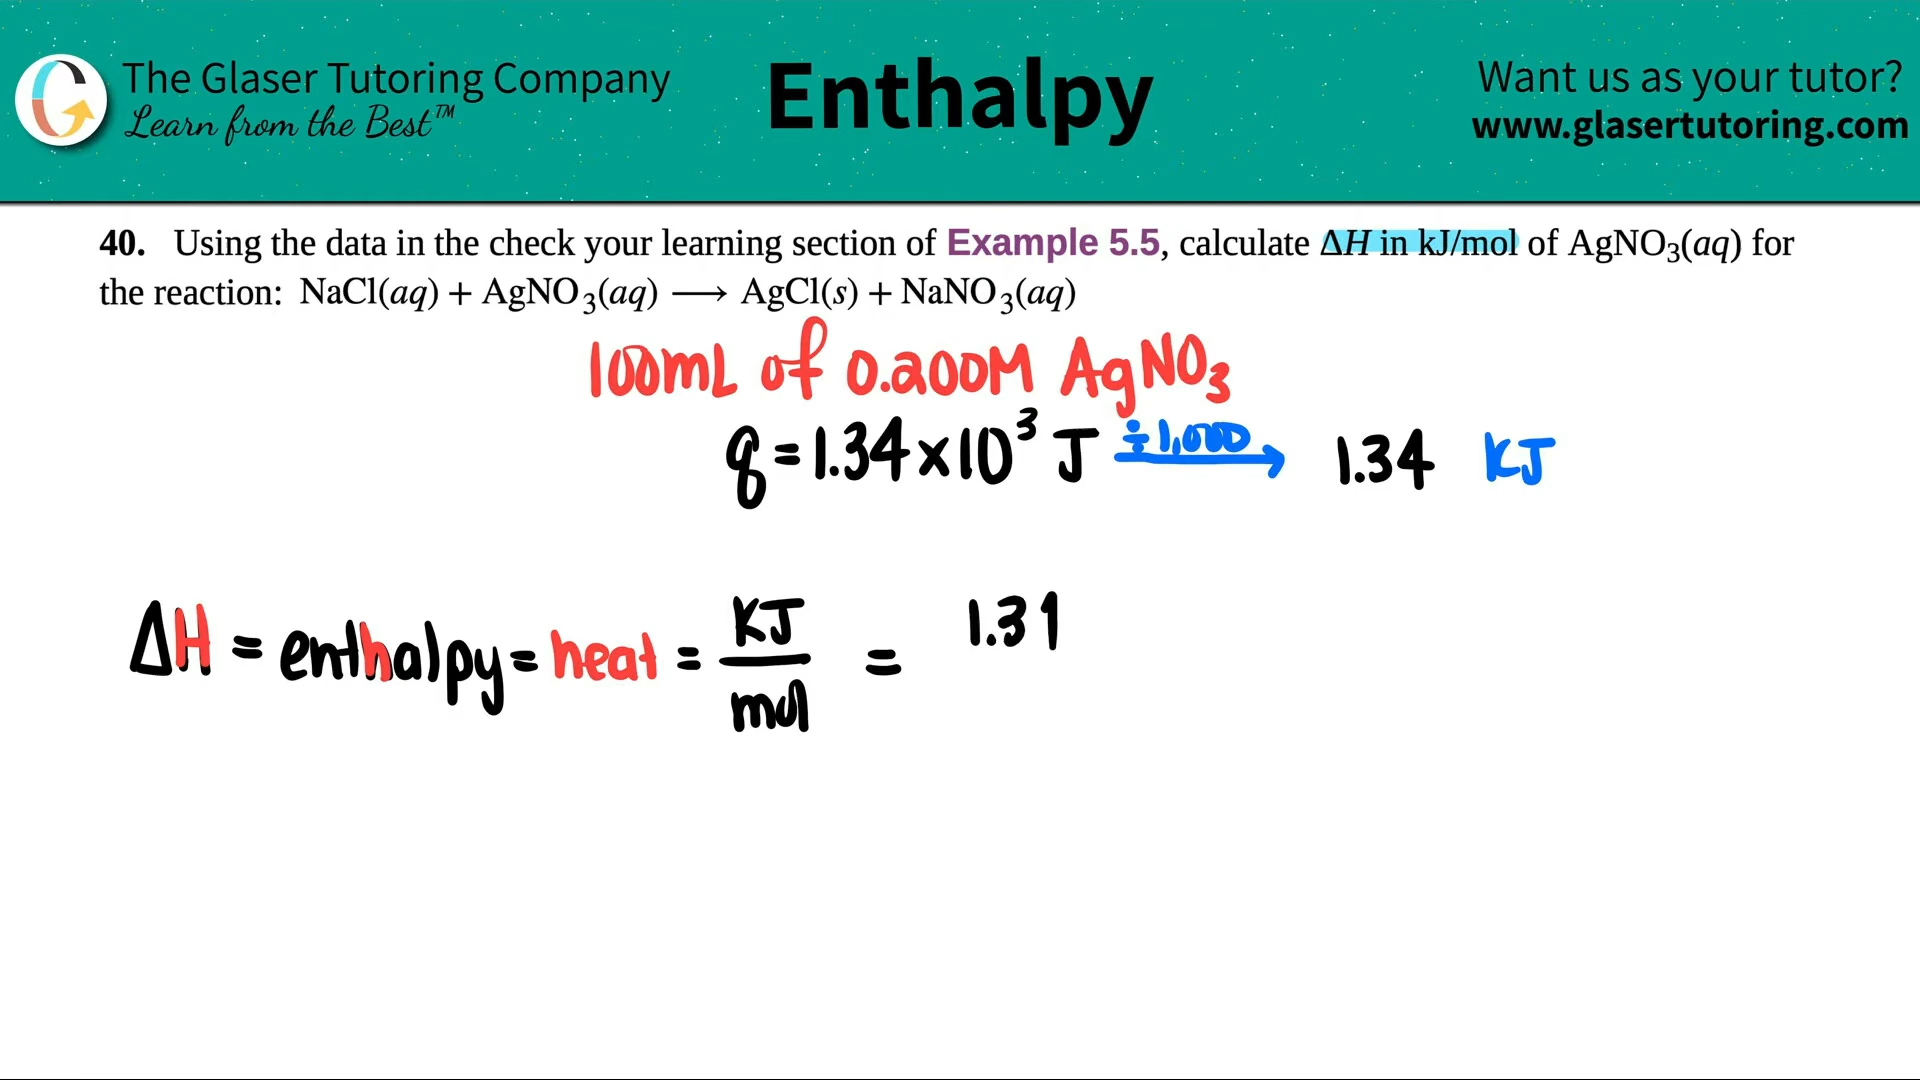 The Glaser Tutoring Company
Learn from the Best™
Enthalpy
Want us as your tutor?
www.glasertutoring.com
40. Using the data in the check your learning section of Example 5.5, calculate ΔH in kJ/mol of AgNO₃(aq) for
the reaction: NaCl(aq) + AgNO₃(aq) ⟶ AgCl(s) + NaNO₃(aq)
100mL of 0.200M AgNO₃
q = 1.34 × 10³ J ÷1,000 → 1.34 KJ
ΔH = enthalpy = heat = KJ/mol = 1.31